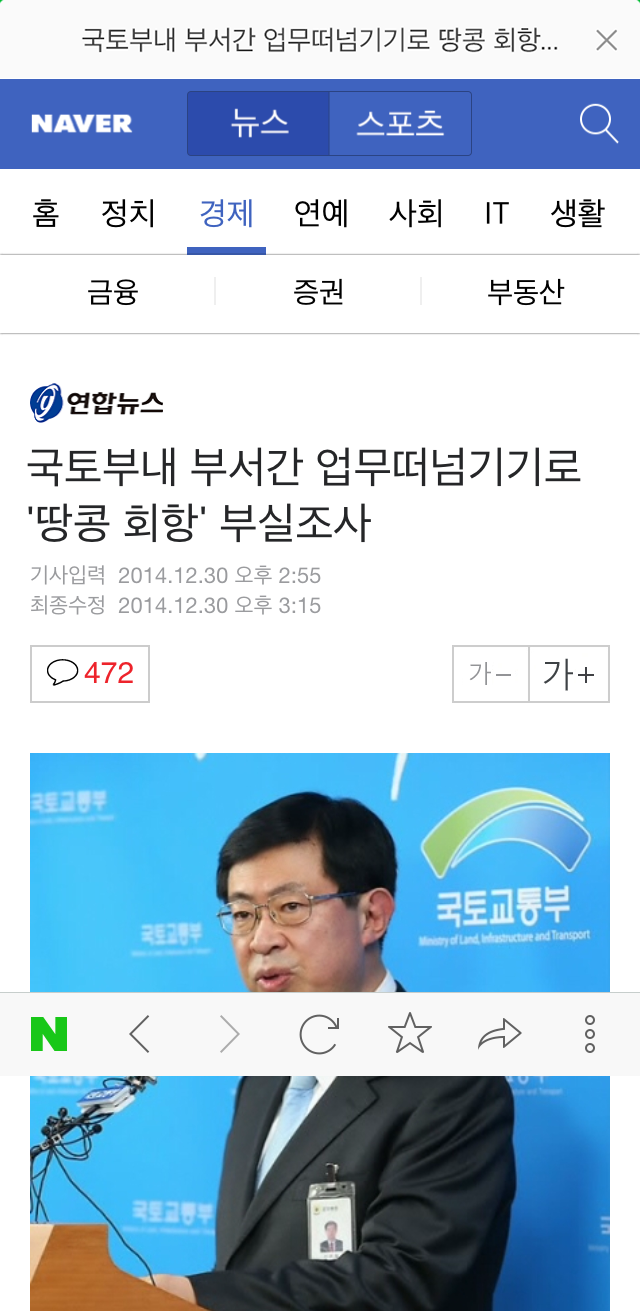 국토부내 부서간 업무떠넘기기로 땅콩 회항...
NAVER
뉴스
스포츠
홈 정치 경제 연예 사회 IT 생활
금융 증권 부동산
연합뉴스
국토부내 부서간 업무떠넘기기로
'땅콩 회항' 부실조사
기사입력 2014.12.30 오후 2:55
최종수정 2014.12.30 오후 3:15
472
가-
가+
국토교통부
국토교통부
Ministry of Land, Infrastructure and Transport
국토교통부
N
국토교통부